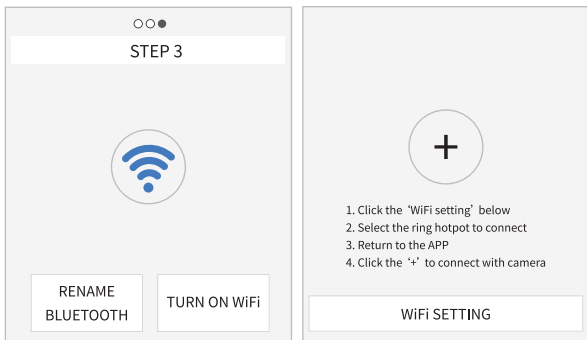 STEP 3
RENAME
BLUETOOTH
TURN ON WiFi
+
1. Click the ‘WiFi setting’ below
2. Select the ring hotpot to connect
3. Return to the APP
4. Click the ‘+’ to connect with camera
WiFi SETTING